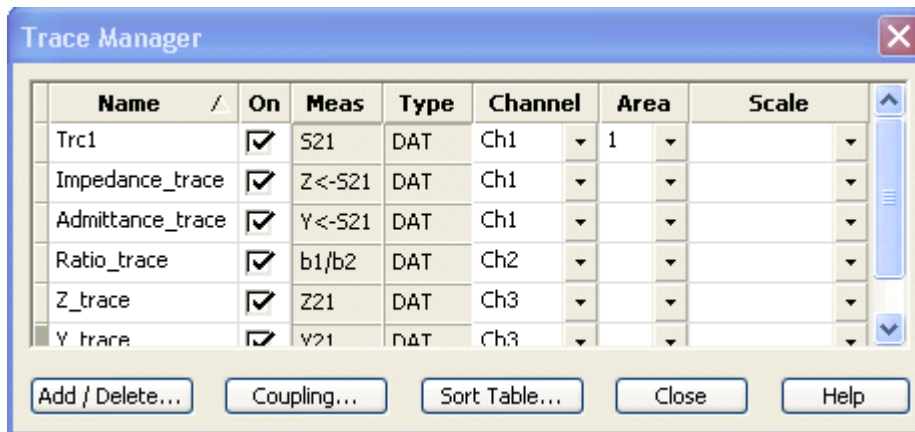 Trace Manager
Name / On Meas Type Channel Area Scale
Trc1 S21 DAT Ch1 1
Impedance_trace Z<-S21 DAT Ch1
Admittance_trace Y<-S21 DAT Ch1
Ratio_trace b1/b2 DAT Ch2
Z_trace Z21 DAT Ch3
Y_trace Y21 DAT Ch3
Add / Delete... Coupling... Sort Table... Close Help